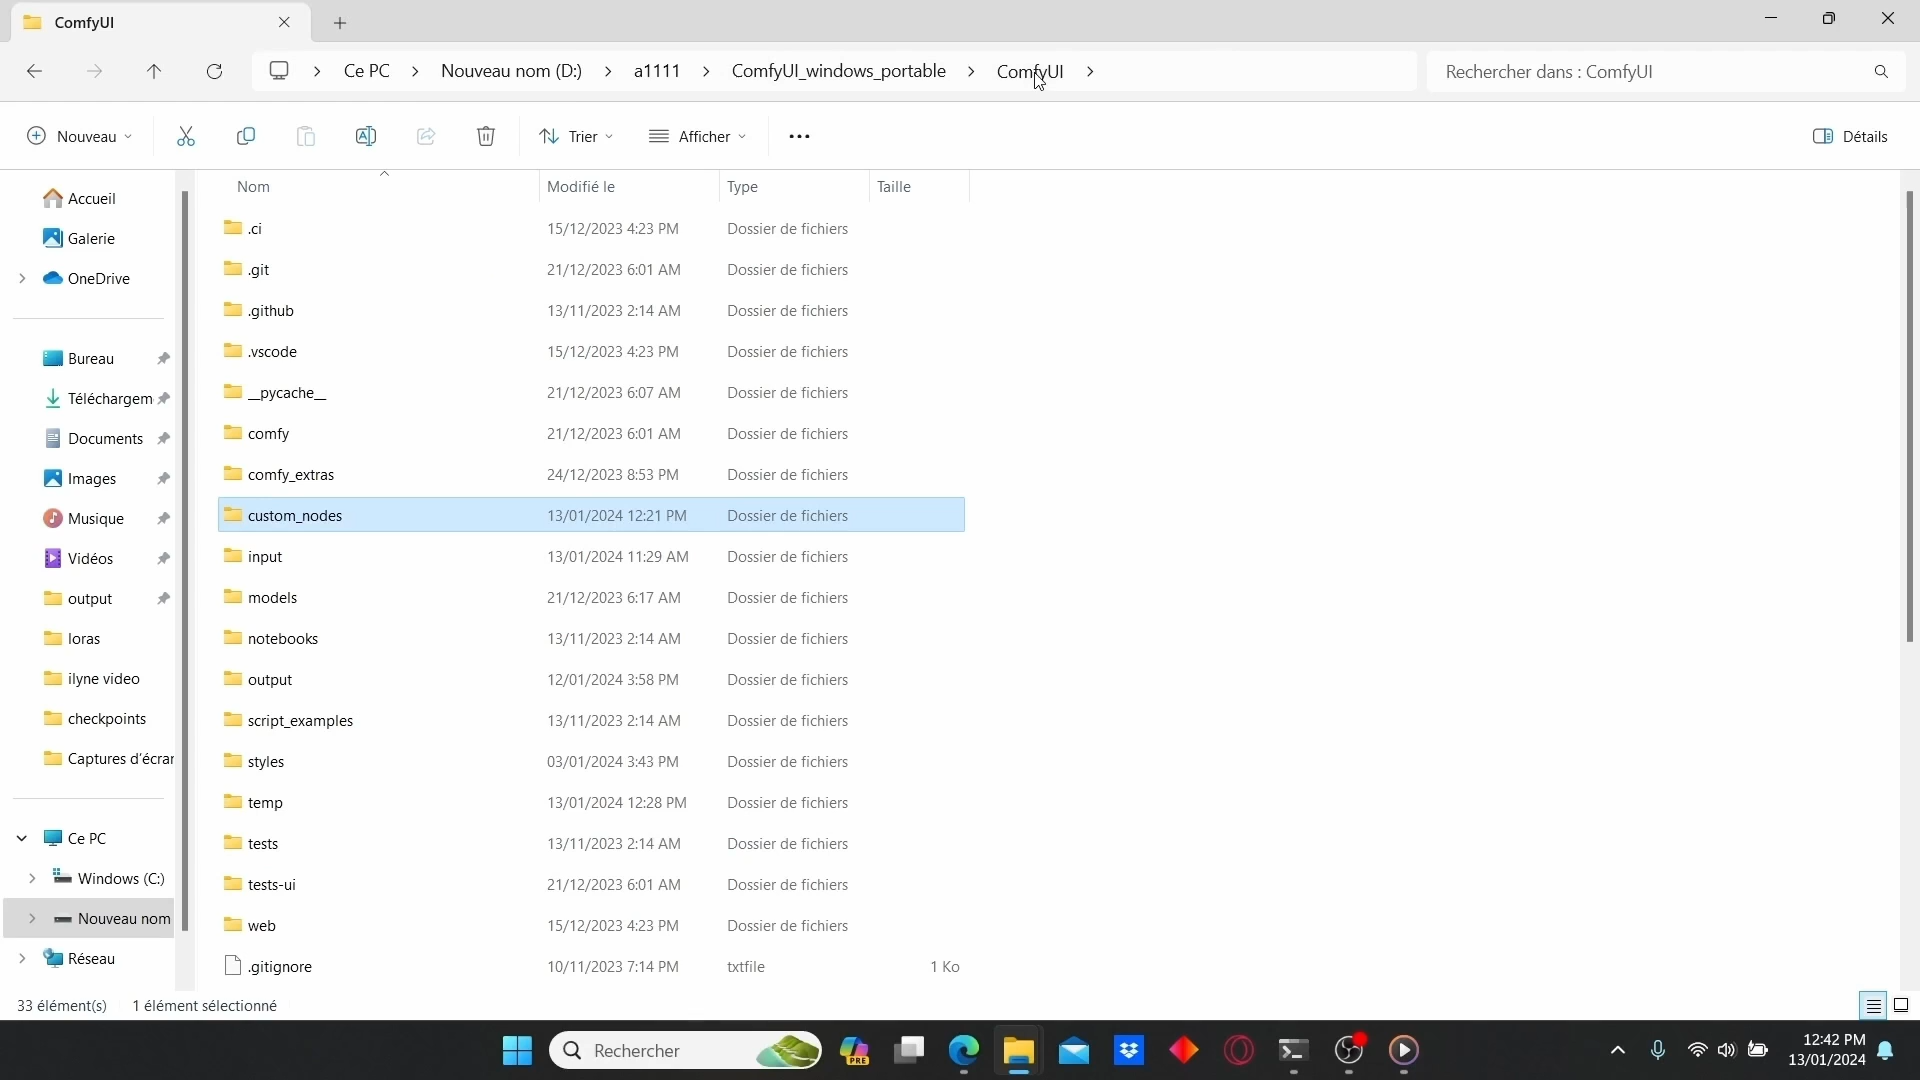 ComfyUI
Ce PC Nouveau nom (D:) a1111 ComfyUI_windows_portable ComfyUI Rechercher dans : ComfyUI
Nouveau Trier Afficher Détails
Nom Modifié le Type Taille
Accueil
Galerie
OneDrive
Bureau
Téléchargem
Documents
Images
Musique
Vidéos
output
loras
ilyne video
checkpoints
Captures d'écrar
Ce PC
Windows (C:)
Nouveau nom
Réseau
.ci 15/12/2023 4:23 PM Dossier de fichiers
.git 21/12/2023 6:01 AM Dossier de fichiers
.github 13/11/2023 2:14 AM Dossier de fichiers
.vscode 15/12/2023 4:23 PM Dossier de fichiers
__pycache__ 21/12/2023 6:07 AM Dossier de fichiers
comfy 21/12/2023 6:01 AM Dossier de fichiers
comfy_extras 24/12/2023 8:53 PM Dossier de fichiers
custom_nodes 13/01/2024 12:21 PM Dossier de fichiers
input 13/01/2024 11:29 AM Dossier de fichiers
models 21/12/2023 6:17 AM Dossier de fichiers
notebooks 13/11/2023 2:14 AM Dossier de fichiers
output 12/01/2024 3:58 PM Dossier de fichiers
script_examples 13/11/2023 2:14 AM Dossier de fichiers
styles 03/01/2024 3:43 PM Dossier de fichiers
temp 13/01/2024 12:28 PM Dossier de fichiers
tests 13/11/2023 2:14 AM Dossier de fichiers
tests-ui 21/12/2023 6:01 AM Dossier de fichiers
web 15/12/2023 4:23 PM Dossier de fichiers
.gitignore 10/11/2023 7:14 PM txtfile 1 Ko
33 élément(s) 1 élément sélectionné
Rechercher PRE 12:42 PM
13/01/2024